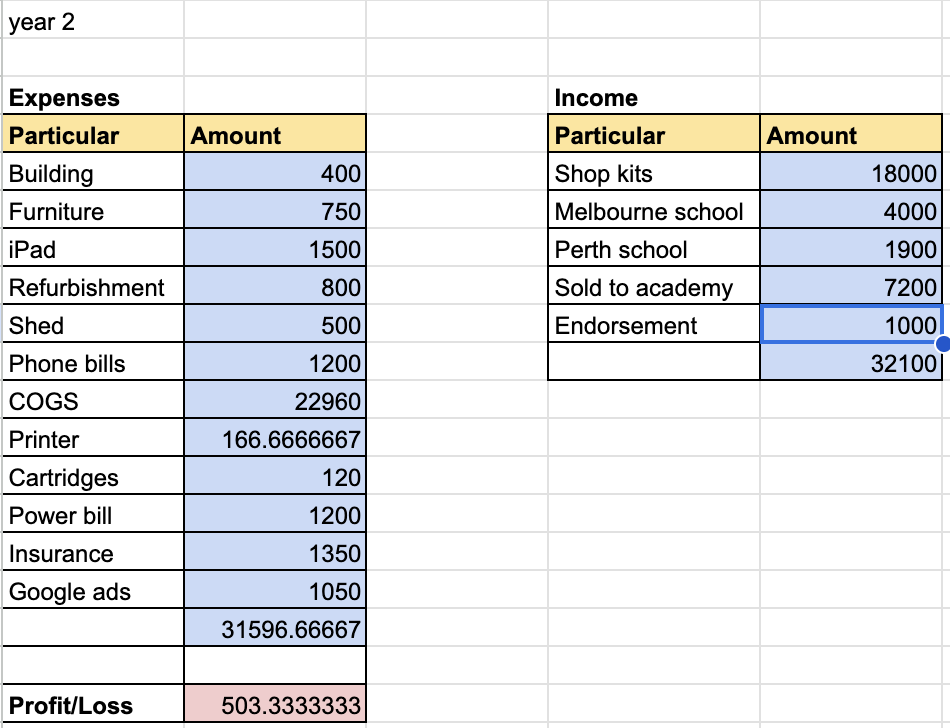 year 2
Expenses Income
Particular Amount Particular Amount
Building 400 Shop kits 18000
Furniture 750 Melbourne school 4000
iPad 1500 Perth school 1900
Refurbishment 800 Sold to academy 7200
Shed 500 Endorsement 1000
Phone bills 1200 32100
COGS 22960
Printer 166.6666667
Cartridges 120
Power bill 1200
Insurance 1350
Google ads 1050
31596.66667
Profit/Loss 503.3333333